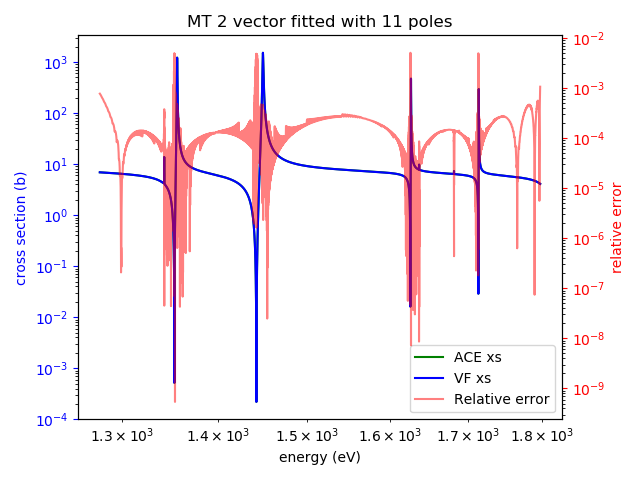 MT 2 vector fitted with 11 poles
cross section (b)
10³
10²
10¹
10⁰
10⁻¹
10⁻²
10⁻³
10⁻⁴
10⁻²
10⁻³
10⁻⁴
10⁻⁵
10⁻⁶
10⁻⁷
10⁻⁸
10⁻⁹
relative error
ACE xs
VF xs
Relative error
1.3 × 10³ 1.4 × 10³ 1.5 × 10³ 1.6 × 10³ 1.7 × 10³ 1.8 × 10³
energy (eV)